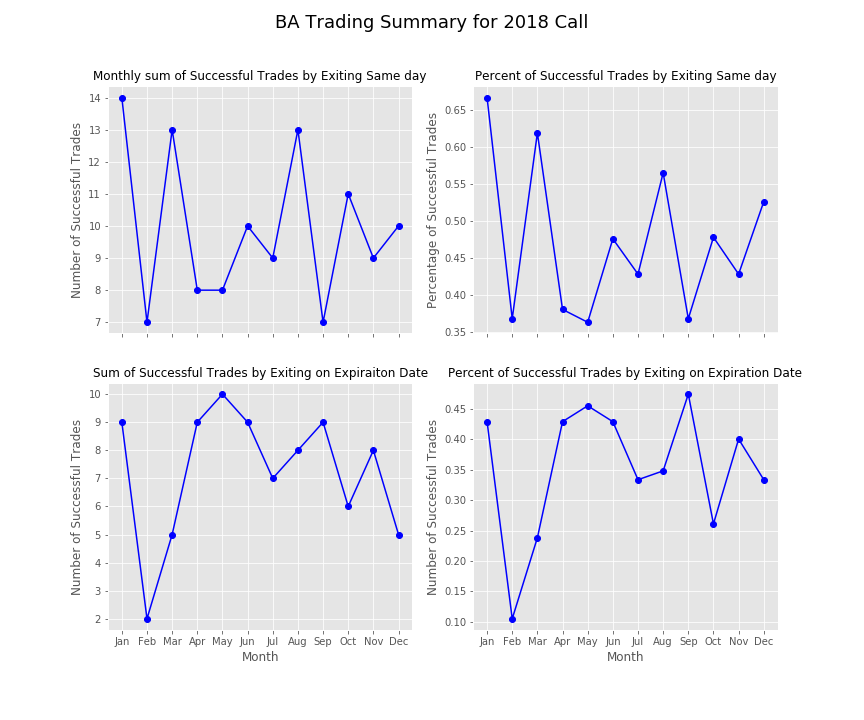 BA Trading Summary for 2018 Call
Monthly sum of Successful Trades by Exiting Same day
Number of Successful Trades
14
13
12
11
10
9
8
7
Percent of Successful Trades by Exiting Same day
Percentage of Successful Trades
0.65
0.60
0.55
0.50
0.45
0.40
0.35
Sum of Successful Trades by Exiting on Expiraiton Date
Number of Successful Trades
10
9
8
7
6
5
4
3
2
Jan Feb Mar Apr May Jun Jul Aug Sep Oct Nov Dec
Month
Percent of Successful Trades by Exiting on Expiration Date
Number of Successful Trades
0.45
0.40
0.35
0.30
0.25
0.20
0.15
0.10
Jan Feb Mar Apr May Jun Jul Aug Sep Oct Nov Dec
Month